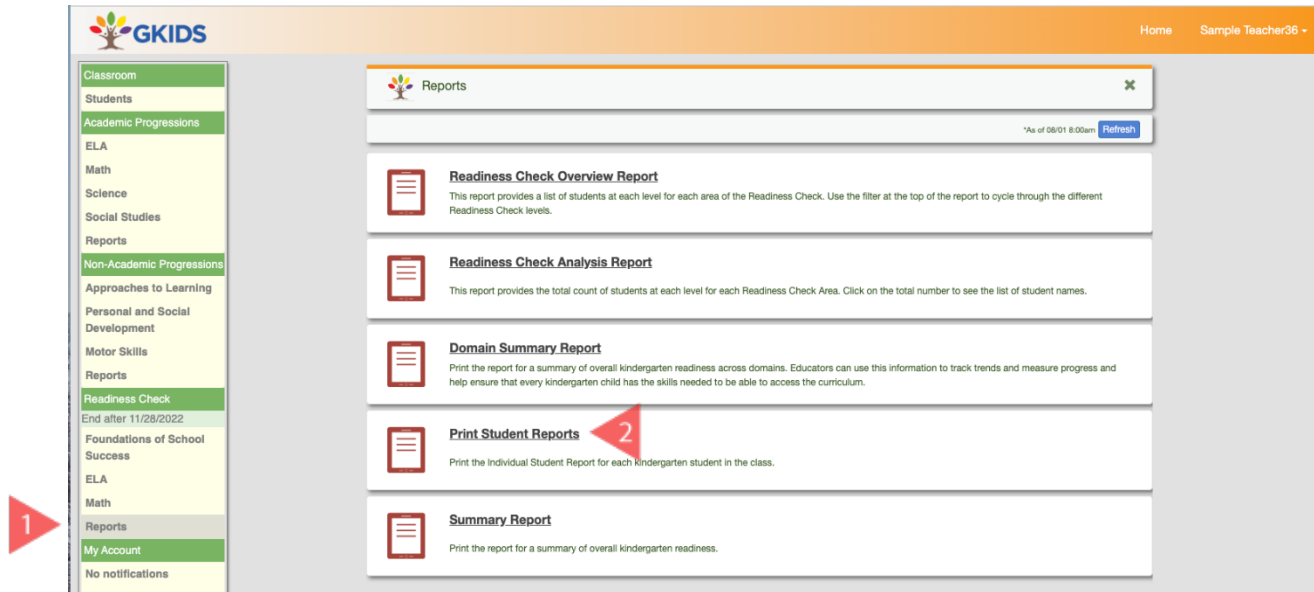 GKIDS
Home Sample Teacher36
Classroom
Students
Academic Progressions
ELA
Math
Science
Social Studies
Reports
Non-Academic Progressions
Approaches to Learning
Personal and Social
Development
Motor Skills
Reports
Readiness Check
End after 11/28/2022
Foundations of School
Success
ELA
Math
1
Reports
My Account
No notifications
Reports
*As of 08/01 8:00am Refresh
Readiness Check Overview Report
This report provides a list of students at each level for each area of the Readiness Check. Use the filter at the top of the report to cycle through the different
Readiness Check levels.
Readiness Check Analysis Report
This report provides the total count of students at each level for each Readiness Check Area. Click on the total number to see the list of student names.
Domain Summary Report
Print the report for a summary of overall kindergarten readiness across domains. Educators can use this information to track trends and measure progress and
help ensure that every kindergarten child has the skills needed to be able to access the curriculum.
Print Student Reports 2
Print the Individual Student Report for each kindergarten student in the class.
Summary Report
Print the report for a summary of overall kindergarten readiness.